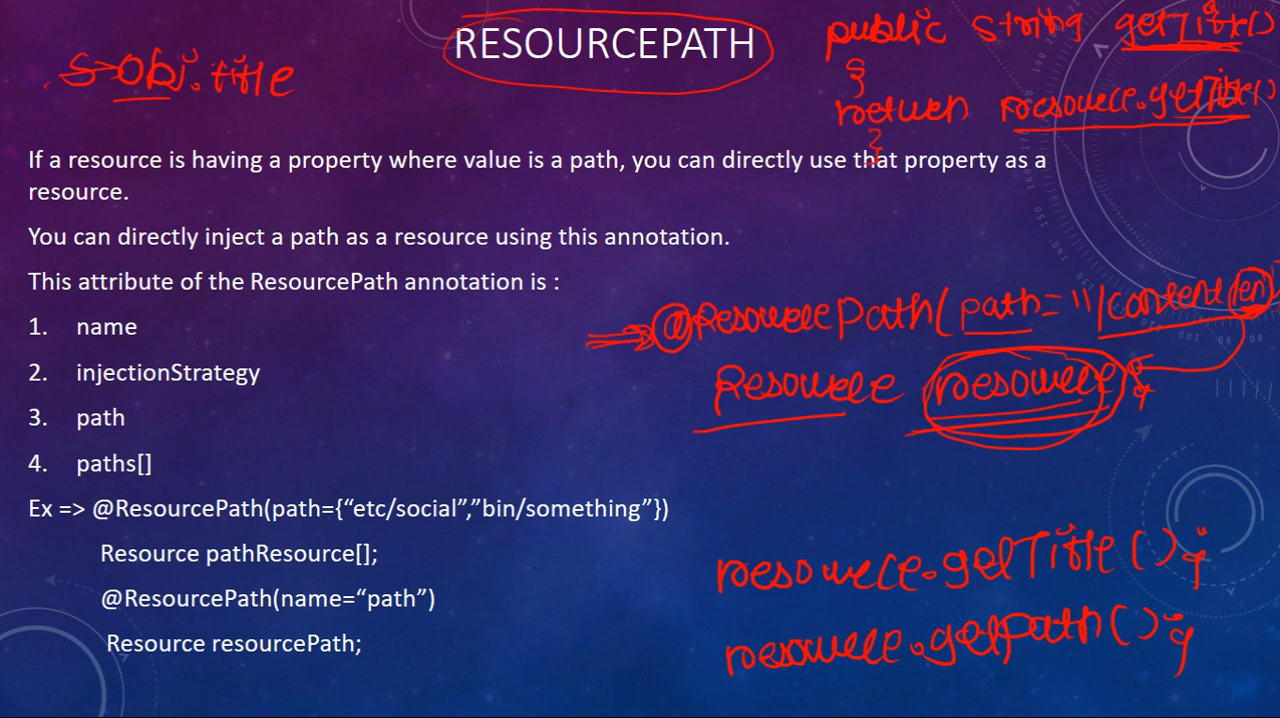 RESOURCEPATH
obj.title
public string getTitle()
{
return resource.getTitle()
}
If a resource is having a property where value is a path, you can directly use that property as a
resource.
You can directly inject a path as a resource using this annotation.
This attribute of the ResourcePath annotation is :
1. name
2. injectionStrategy
3. path
4. paths[]
@ResourcePath(path="/content/en)
Resource resource;
Ex => @ResourcePath(path={“etc/social”,”bin/something”})
Resource pathResource[];
@ResourcePath(name=“path”)
Resource resourcePath;
resource.getTitle();
resource.getpath();